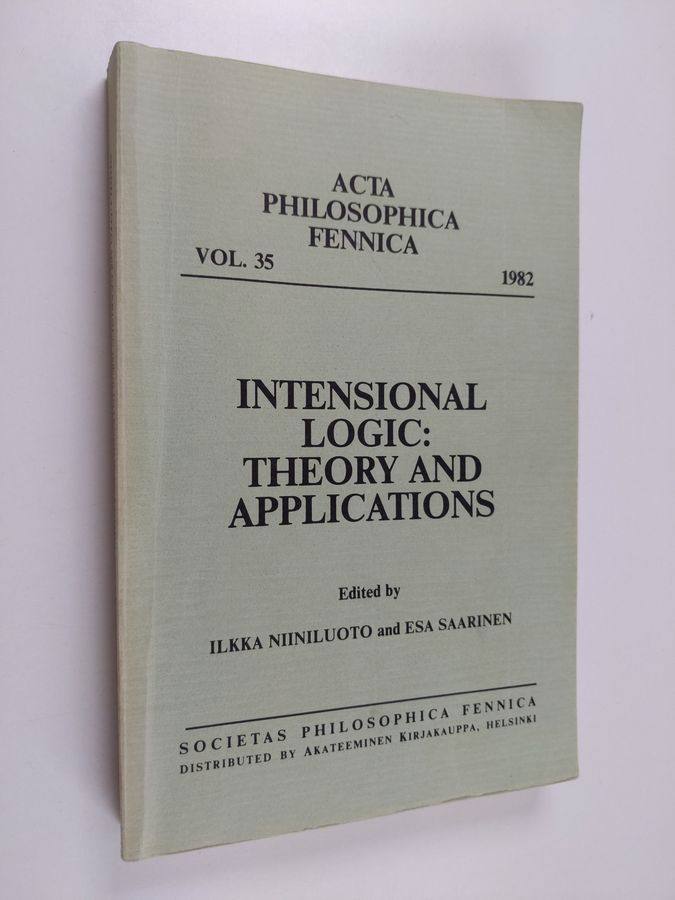 ACTA
PHILOSOPHICA
FENNICA
VOL. 35 1982
INTENSIONAL
LOGIC:
THEORY AND
APPLICATIONS
Edited by
ILKKA NIINILUOTO and ESA SAARINEN
SOCIETAS PHILOSOPHICA FENNICA
DISTRIBUTED BY AKATEEMINEN KIRJAKAUPPA, HELSINKI